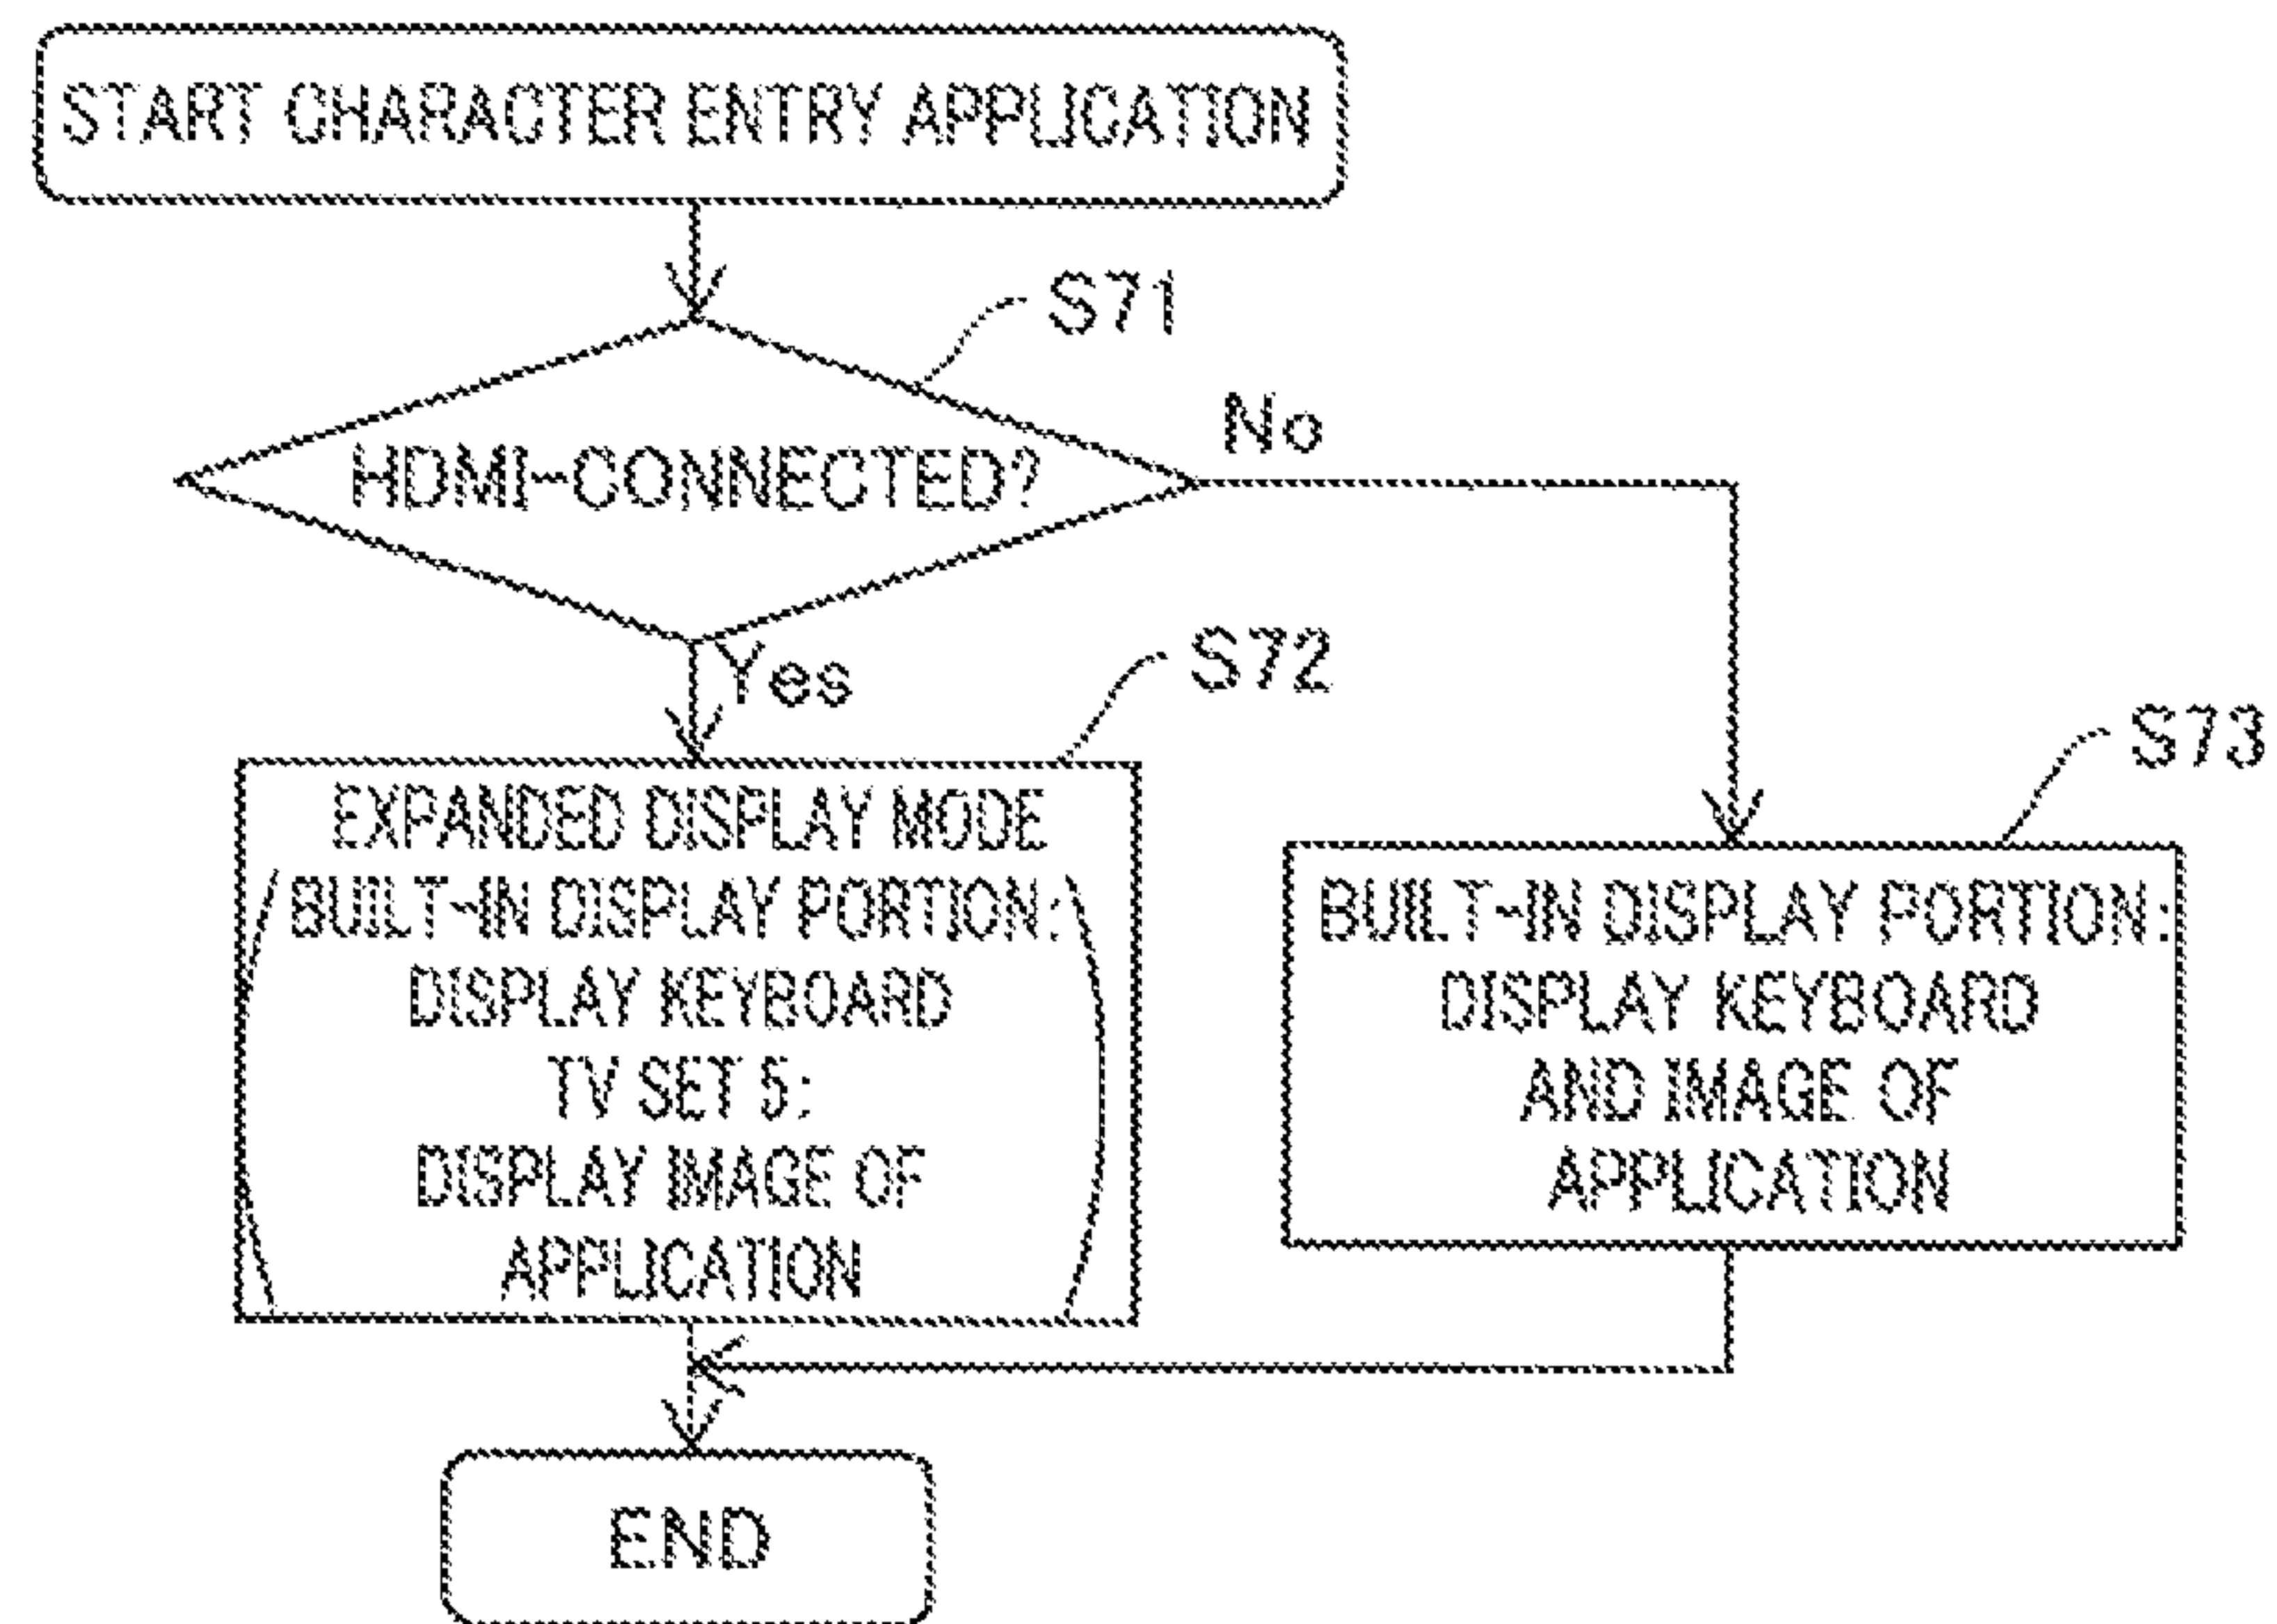 START CHARACTER ENTRY APPLICATION
S71
HDMI-CONNECTED?
No
Yes
S72
EXPANDED DISPLAY MODE
BUILT-IN DISPLAY PORTION:
DISPLAY KEYBOARD
TV SET 5:
DISPLAY IMAGE OF
APPLICATION
S73
BUILT-IN DISPLAY PORTION:
DISPLAY KEYBOARD
AND IMAGE OF
APPLICATION
END